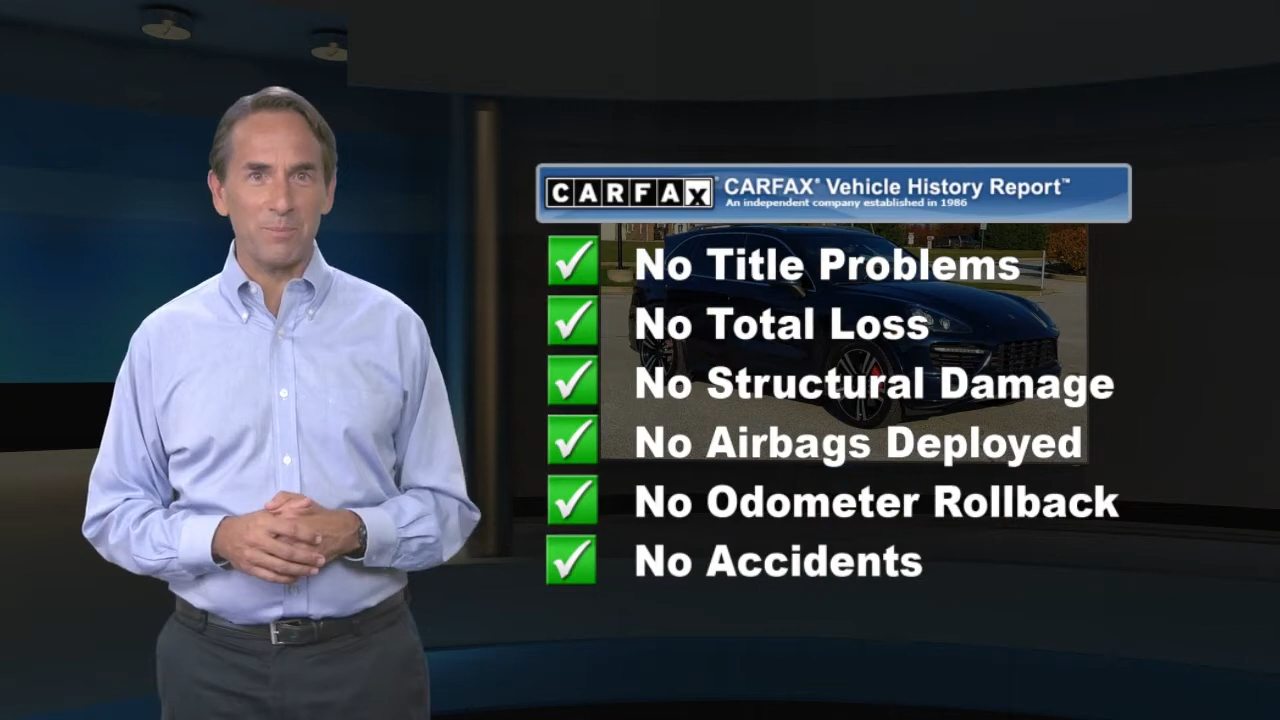 CARFAX® CARFAX® Vehicle History Report™
An independent company established in 1986
No Title Problems
No Total Loss
No Structural Damage
No Airbags Deployed
No Odometer Rollback
No Accidents